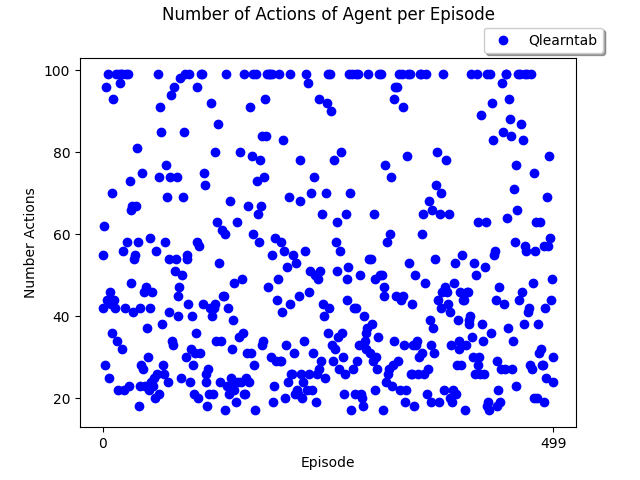 Number of Actions of Agent per Episode
Qlearntab
100
80
60
40
20
Number Actions
0
499
Episode